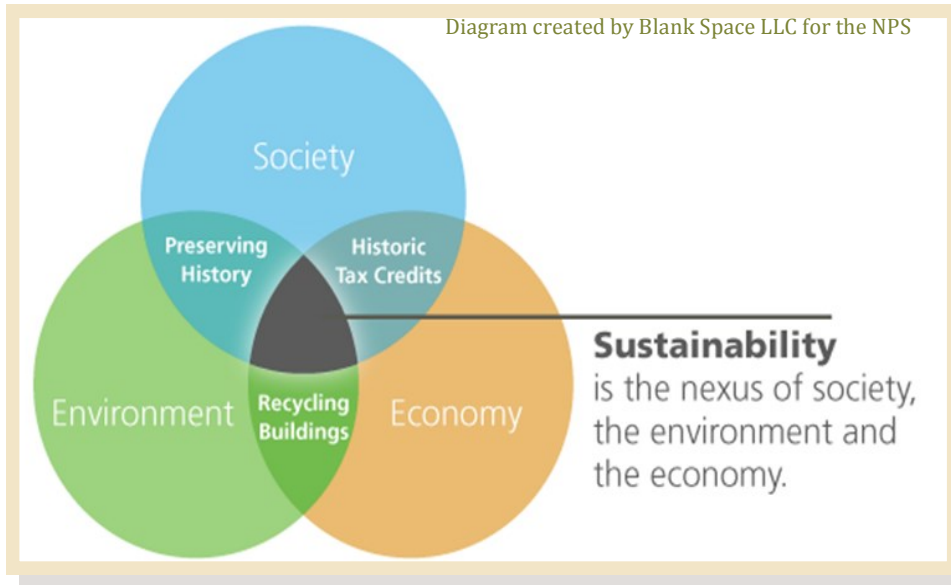 Diagram created by Blank Space LLC for the NPS
Society
Preserving
History
Historic
Tax Credits
Environment
Recycling
Buildings
Economy
Sustainability
is the nexus of society,
the environment and
the economy.